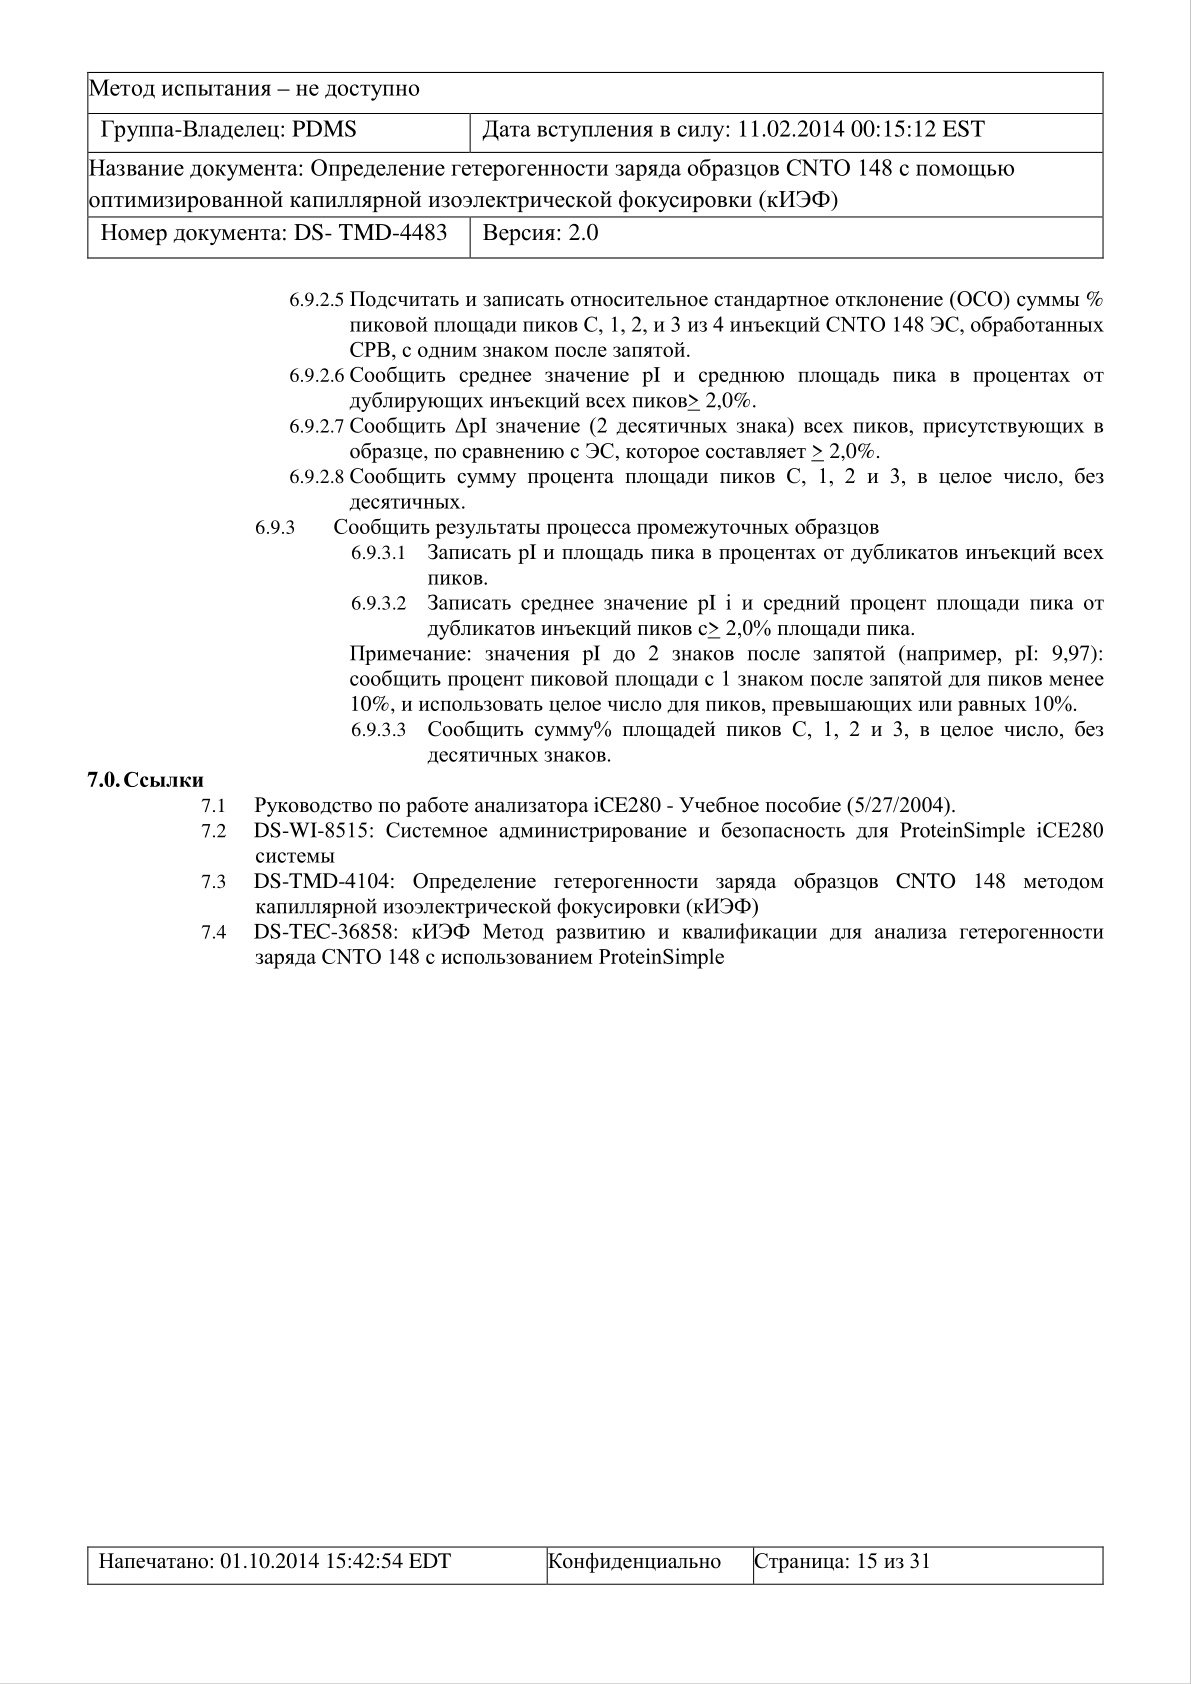 Метод испытания – не доступно
Группа-Владелец: PDMS
Дата вступления в силу: 11.02.2014 00:15:12 EST
Название документа: Определение гетерогенности заряда образцов CNTO 148 с помощью
оптимизированной капиллярной изоэлектрической фокусировки (кИЭФ)
Номер документа: DS- TMD-4483
Версия: 2.0
6.9.2.5 Подсчитать и записать относительное стандартное отклонение (ОСО) суммы %
пиковой площади пиков С, 1, 2, и 3 из 4 инъекций CNTO 148 ЭС, обработанных
СРВ, с одним знаком после запятой.
6.9.2.6 Сообщить среднее значение pI и среднюю площадь пика в процентах от
дублирующих инъекций всех пиков≥ 2,0%.
6.9.2.7 Сообщить ΔpI значение (2 десятичных знака) всех пиков, присутствующих в
образце, по сравнению с ЭС, которое составляет ≥ 2,0%.
6.9.2.8 Сообщить сумму процента площади пиков С, 1, 2 и 3, в целое число, без
десятичных.
6.9.3 Сообщить результаты процесса промежуточных образцов
6.9.3.1 Записать pI и площадь пика в процентах от дубликатов инъекций всех
пиков.
6.9.3.2 Записать среднее значение pI i и средний процент площади пика от
дубликатов инъекций пиков с≥ 2,0% площади пика.
Примечание: значения pI до 2 знаков после запятой (например, pI: 9,97):
сообщить процент пиковой площади с 1 знаком после запятой для пиков менее
10%, и использовать целое число для пиков, превышающих или равных 10%.
6.9.3.3 Сообщить сумму% площадей пиков С, 1, 2 и 3, в целое число, без
десятичных знаков.
7.0. Ссылки
7.1 Руководство по работе анализатора iCE280 - Учебное пособие (5/27/2004).
7.2 DS-WI-8515: Системное администрирование и безопасность для ProteinSimple iCE280
системы
7.3 DS-TMD-4104: Определение гетерогенности заряда образцов CNTO 148 методом
капиллярной изоэлектрической фокусировки (кИЭФ)
7.4 DS-TEC-36858: кИЭФ Метод развитию и квалификации для анализа гетерогенности
заряда CNTO 148 с использованием ProteinSimple
Напечатано: 01.10.2014 15:42:54 EDT
Конфиденциально
Страница: 15 из 31